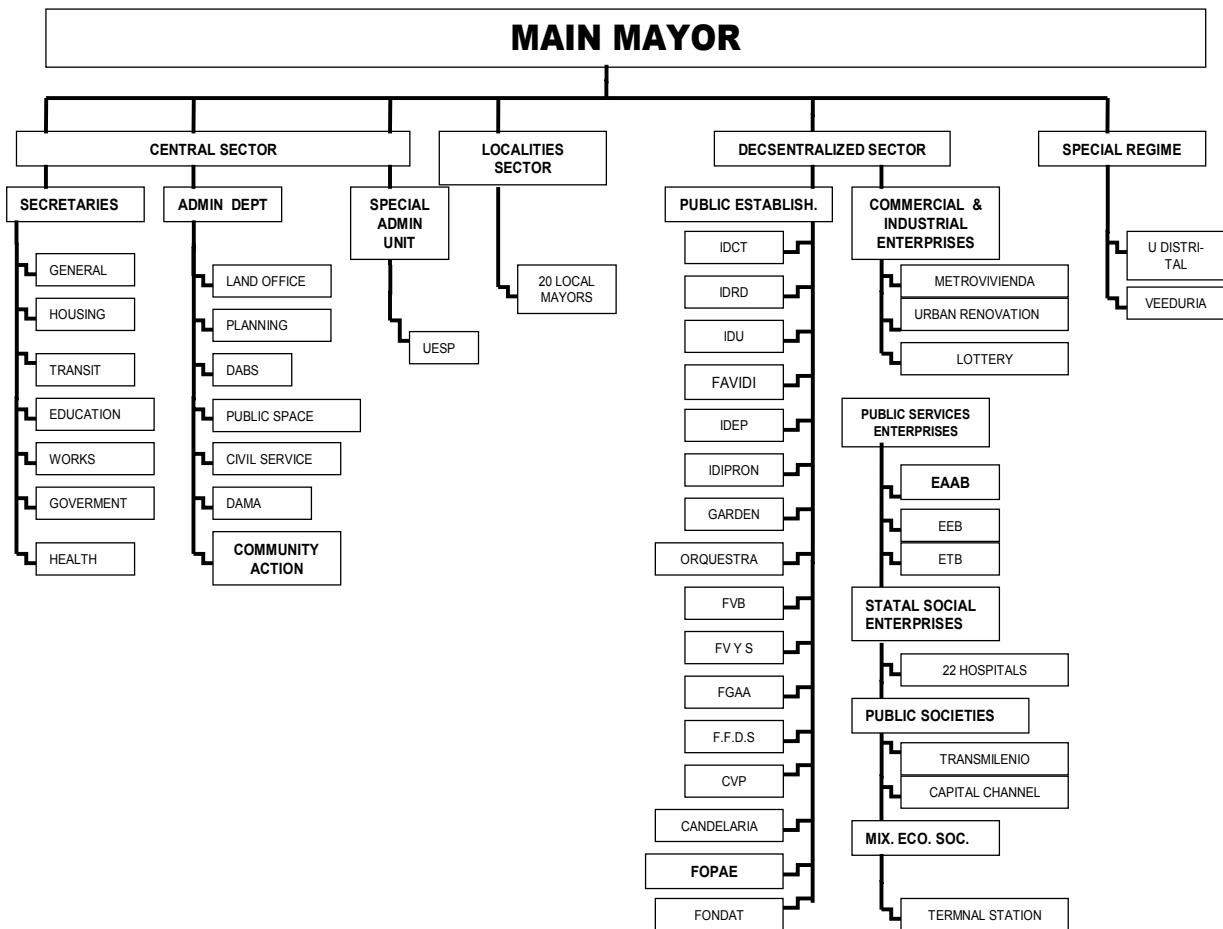 MAIN MAYOR
CENTRAL SECTOR
LOCALITIES
SECTOR
DECSENTRALIZED SECTOR
SPECIAL REGIME
SECRETARIES
GENERAL
HOUSING
TRANSIT
EDUCATION
WORKS
GOVERMENT
HEALTH
ADMIN DEPT
LAND OFFICE
PLANNING
DABS
PUBLIC SPACE
CIVIL SERVICE
DAMA
COMMUNITY
ACTION
SPECIAL
ADMIN
UNIT
UESP
20 LOCAL
MAYORS
PUBLIC ESTABLISH.
IDCT
IDRD
IDU
FAVIDI
IDEP
IDIPRON
GARDEN
ORQUESTRA
FVB
FV Y S
FGAA
F.F.D.S
CVP
CANDELARIA
FOPAE
FONDAT
COMMERCIAL &
INDUSTRIAL
ENTERPRISES
METROVIVIENDA
URBAN RENOVATION
LOTTERY
PUBLIC SERVICES
ENTERPRISES
EAAB
EEB
ETB
STATAL SOCIAL
ENTERPRISES
22 HOSPITALS
PUBLIC SOCIETIES
TRANSMILENIO
CAPITAL CHANNEL
MIX. ECO. SOC.
TERMNAL STATION
U DISTRI-
TAL
VEEDURIA